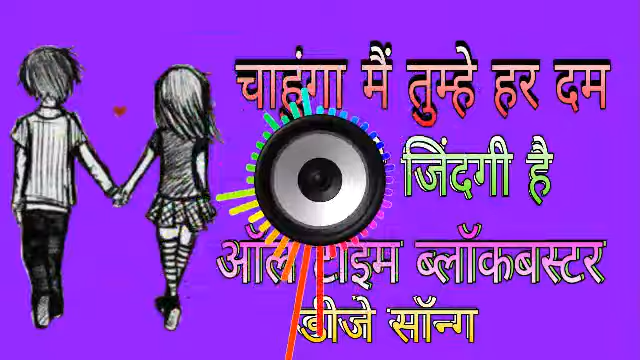 चाहुंगा मैं तुम्हे हर दम
जिंदगी है
ऑल टाइम ब्लॉकबस्टर
डीजे सॉन्ग